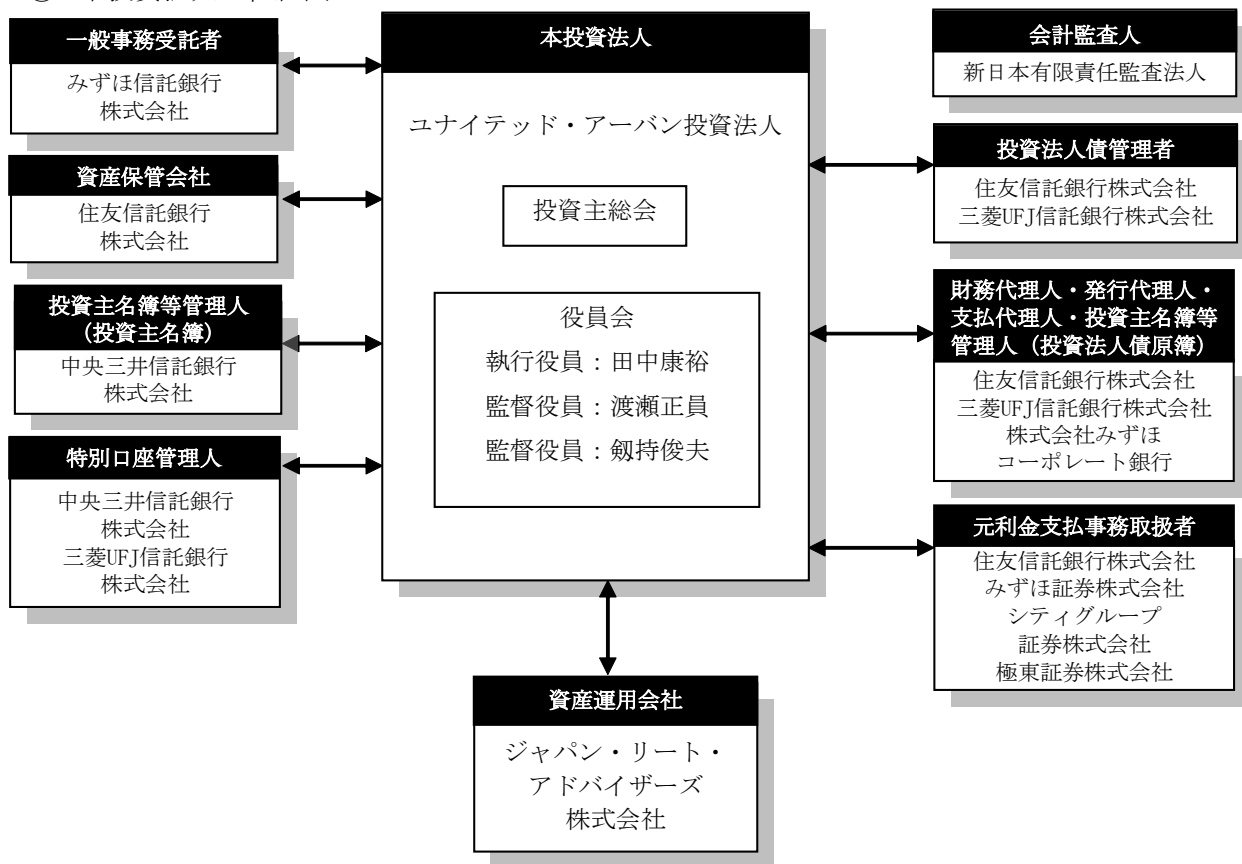 一般事務受託者
みずほ信託銀行
株式会社
資産保管会社
住友信託銀行
株式会社
投資主名簿等管理人
(投資主名簿)
中央三井信託銀行
株式会社
特別口座管理人
中央三井信託銀行
株式会社
三菱UFJ信託銀行
株式会社
本投資法人
ユナイテッド・アーバン投資法人
投資主総会
役員会
執行役員：田中康裕
監督役員：渡瀬正員
監督役員：剱持俊夫
資産運用会社
ジャパン・リート・
アドバイザーズ
株式会社
会計監査人
新日本有限責任監査法人
投資法人債管理者
住友信託銀行株式会社
三菱UFJ信託銀行株式会社
財務代理人・発行代理人・
支払代理人・投資主名簿等
管理人（投資法人債原簿）
住友信託銀行株式会社
三菱UFJ信託銀行株式会社
株式会社みずほ
コーポレート銀行
元利金支払事務取扱者
住友信託銀行株式会社
みずほ証券株式会社
シティグループ
証券株式会社
極東証券株式会社